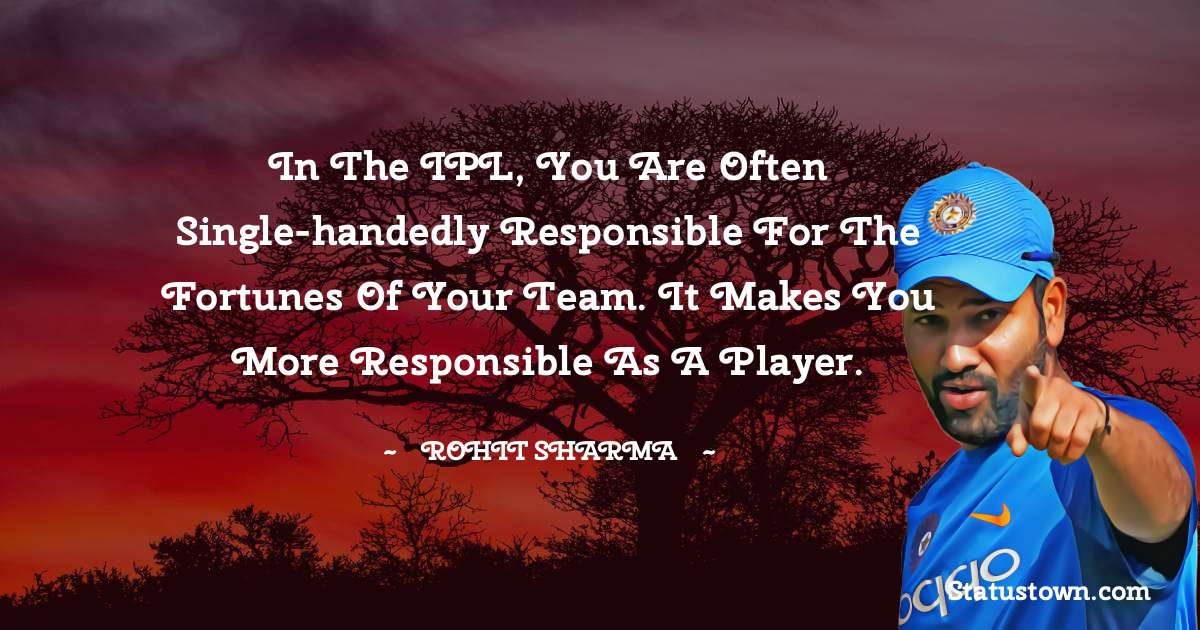 In The IPL, You Are Often
Single-handedly Responsible For The
Fortunes Of Your Team. It Makes You
More Responsible As A Player.
~ ROHIT SHARMA ~
oppo
Statustown.com